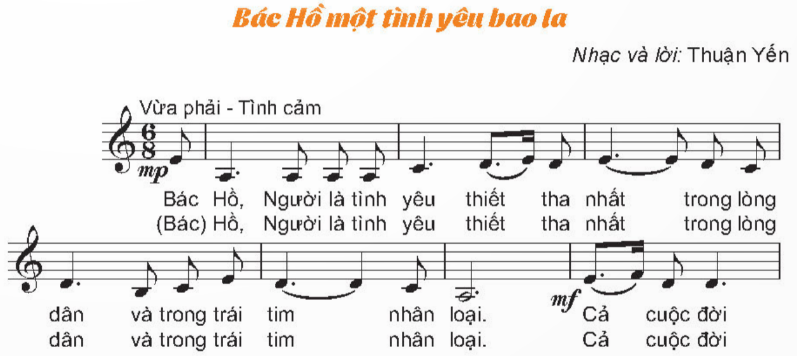 Bác Hồ một tình yêu bao la
Nhạc và lời: Thuận Yến
Vừa phải - Tình cảm
6
8
mp
Bác Hồ, Người là tình yêu thiết tha nhất trong lòng
(Bác) Hồ, Người là tình yêu thiết tha nhất trong lòng
mf
dân và trong trái tim nhân loại. Cả cuộc đời
dân và trong trái tim nhân loại. Cả cuộc đời